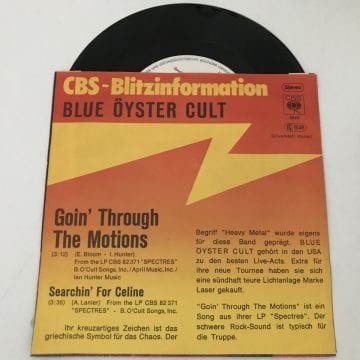 CBS-Blitzinformation
BLUE ÖYSTER CULT
Stereo
CBS
Goin' Through
The Motions
(3:12) (E. Bloom - I. Hunter)
From the LP CBS 82 371 "SPECTRES"
B.O'Cult Songs, Inc. / April Music, Inc. /
Ian Hunter Music
Searchin' For Celine
(3:35) (A. Lanier) From the LP CBS 82 371
"SPECTRES" - B.O'Cult Songs, Inc.
Ihr kreuzartiges Zeichen ist das
griechische Symbol für das Chaos. Der
Begriff "Heavy Metal" wurde eigens
für diese Band geprägt. BLUE
ÖYSTER CULT gehört in den USA
zu den besten Live-Acts. Extra für
ihre neue Tournee haben sie sich
eine sündhaft teure Lichtanlage Marke
Laser gekauft.
"Goin' Through The Motions" ist ein
Song aus ihrer LP "Spectres". Der
schwere Rock-Sound ist typisch für
die Truppe.